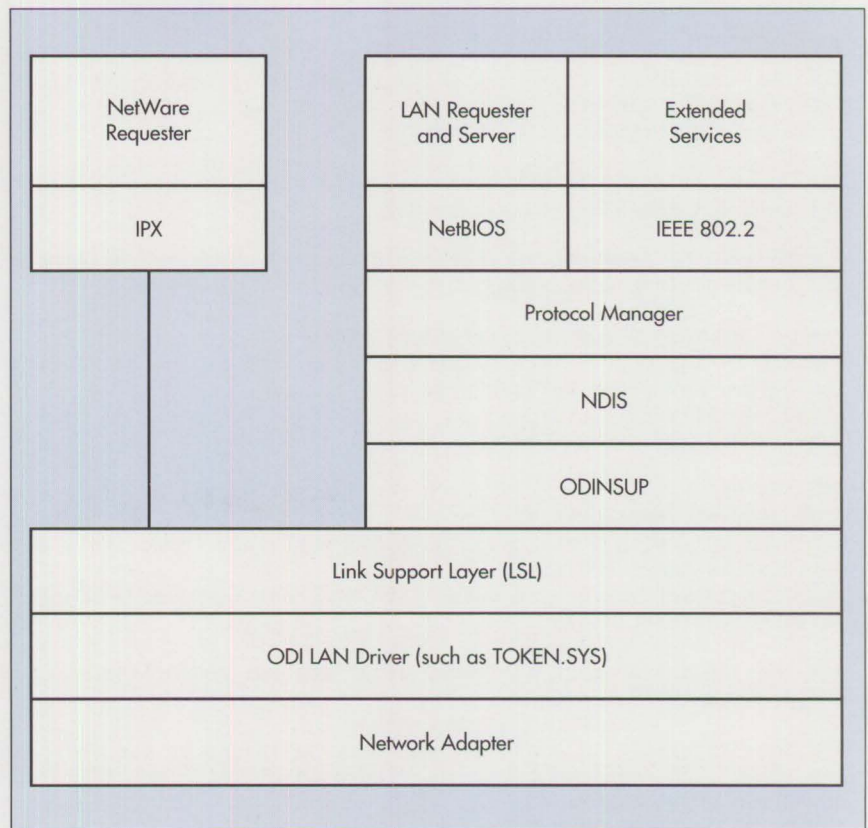 NetWare
Requester
LAN Requester
and Server
Extended
Services
IPX
NetBIOS
IEEE 802.2
Protocol Manager
NDIS
ODINSUP
Link Support Layer (LSL)
ODI LAN Driver (such as TOKEN.SYS)
Network Adapter